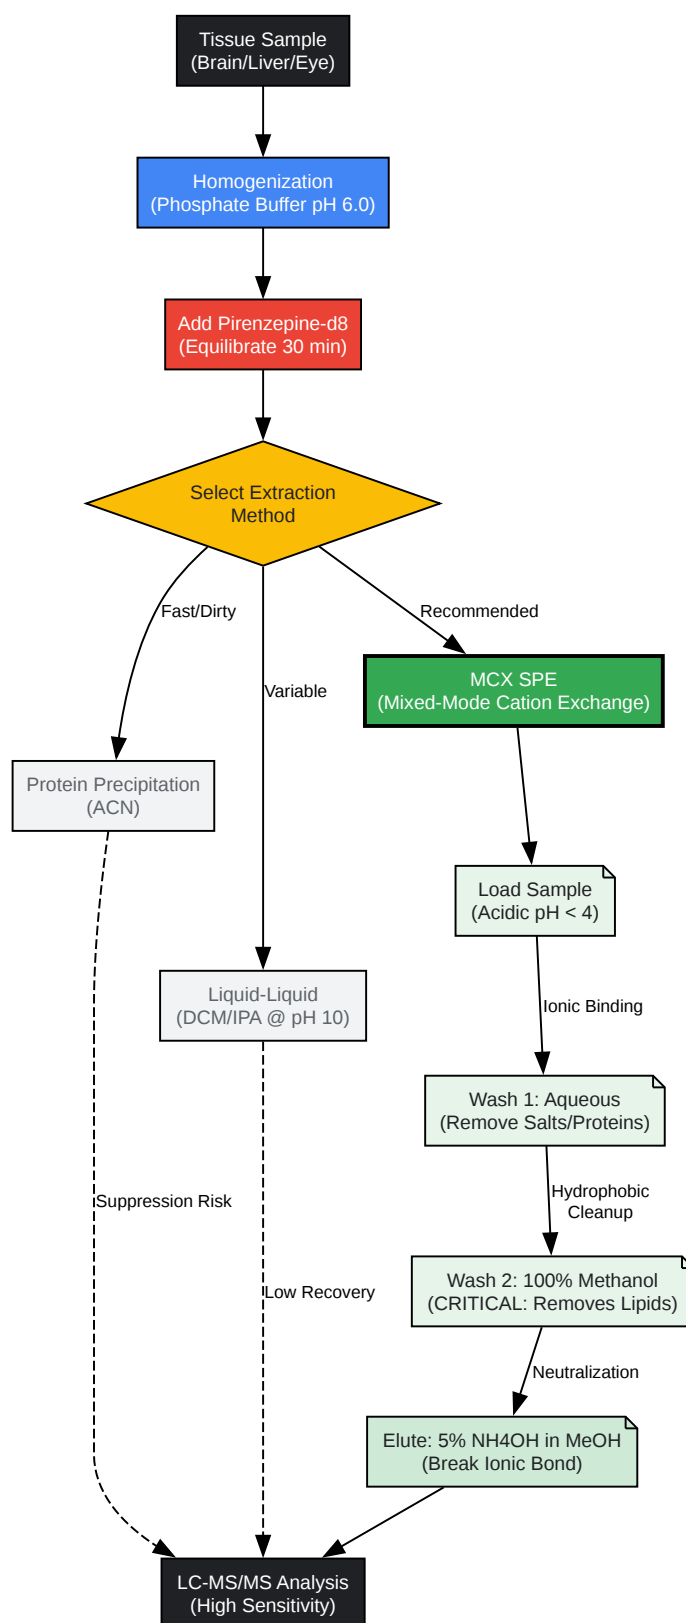 Tissue Sample
(Brain/Liver/Eye)
Homogenization
(Phosphate Buffer pH 6.0)
Add Pirenzepine-d8
(Equilibrate 30 min)
Select Extraction
Method
Fast/Dirty
Variable
Recommended
MCX SPE
(Mixed-Mode Cation Exchange)
Protein Precipitation
(ACN)
Load Sample
(Acidic pH < 4)
Liquid-Liquid
(DCM/IPA @ pH 10)
Ionic Binding
Wash 1: Aqueous
(Remove Salts/Proteins)
Suppression Risk
Hydrophobic
Cleanup
Low Recovery
Wash 2: 100% Methanol
(CRITICAL: Removes Lipids)
Neutralization
Elute: 5% NH4OH in MeOH
(Break Ionic Bond)
LC-MS/MS Analysis
(High Sensitivity)